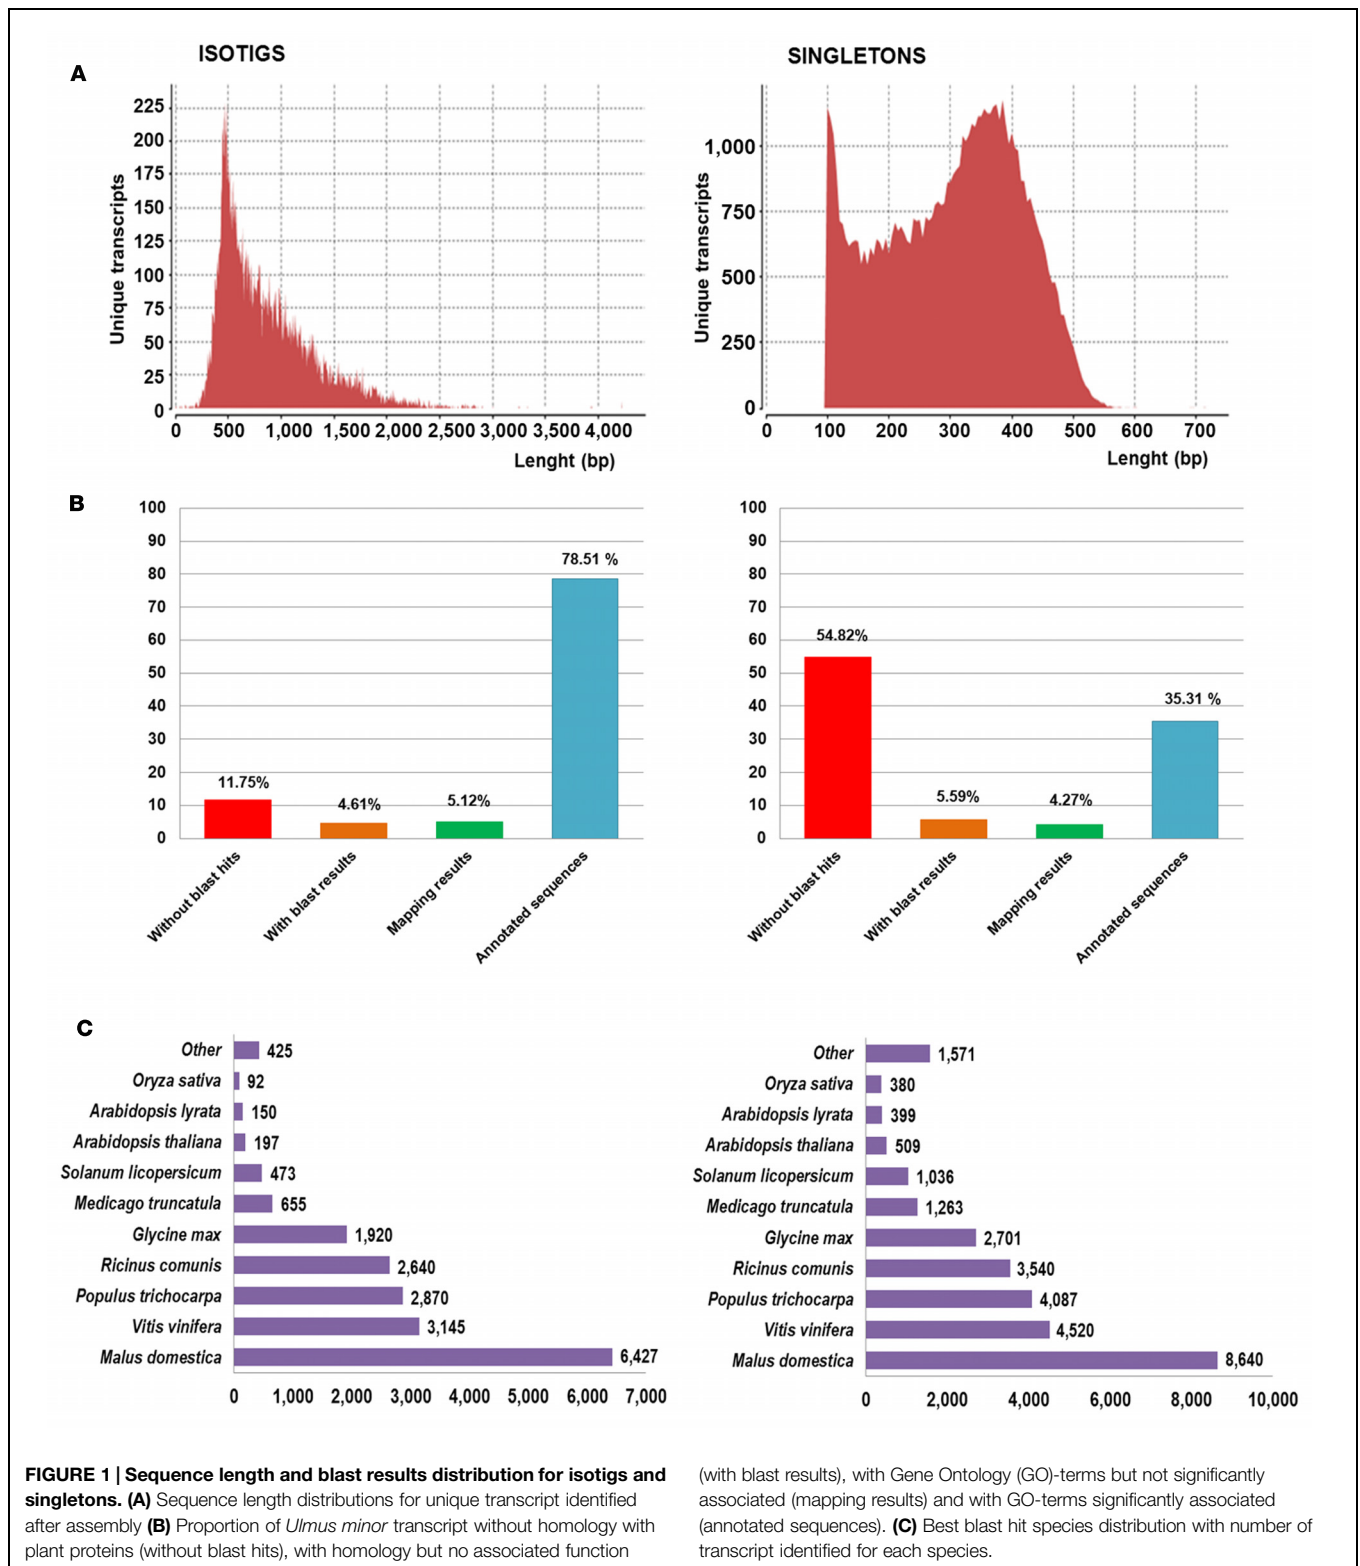 ISOTIGS
SINGLETONS
A
Unique transcripts
225
200
175
150
125
100
75
50
25
0
0 500 1,000 1,500 2,000 2,500 3,000 3,500 4,000
Lenght (bp)
Unique transcripts
1,000
750
500
250
0
0 100 200 300 400 500 600 700
Lenght (bp)
B
100
90
80
70
60
50
40
30
20
10
0
11.75%
4.61%
5.12%
78.51 %
Without blast hits
With blast results
Mapping results
Annotated sequences
100
90
80
70
60
50
40
30
20
10
0
54.82%
5.59%
4.27%
35.31 %
Without blast hits
With blast results
Mapping results
Annotated sequences
C
Other 425
Oryza sativa 92
Arabidopsis lyrata 150
Arabidopsis thaliana 197
Solanum licopersicum 473
Medicago truncatula 655
Glycine max 1,920
Ricinus comunis 2,640
Populus trichocarpa 2,870
Vitis vinifera 3,145
Malus domestica 6,427
0 1,000 2,000 3,000 4,000 5,000 6,000 7,000
Other 1,571
Oryza sativa 380
Arabidopsis lyrata 399
Arabidopsis thaliana 509
Solanum licopersicum 1,036
Medicago truncatula 1,263
Glycine max 2,701
Ricinus comunis 3,540
Populus trichocarpa 4,087
Vitis vinifera 4,520
Malus domestica 8,640
0 2,000 4,000 6,000 8,000 10,000
FIGURE 1 | Sequence length and blast results distribution for isotigs and
singletons. (A) Sequence length distributions for unique transcript identified
after assembly (B) Proportion of Ulmus minor transcript without homology with
plant proteins (without blast hits), with homology but no associated function
(with blast results), with Gene Ontology (GO)-terms but not significantly
associated (mapping results) and with GO-terms significantly associated
(annotated sequences). (C) Best blast hit species distribution with number of
transcript identified for each species.